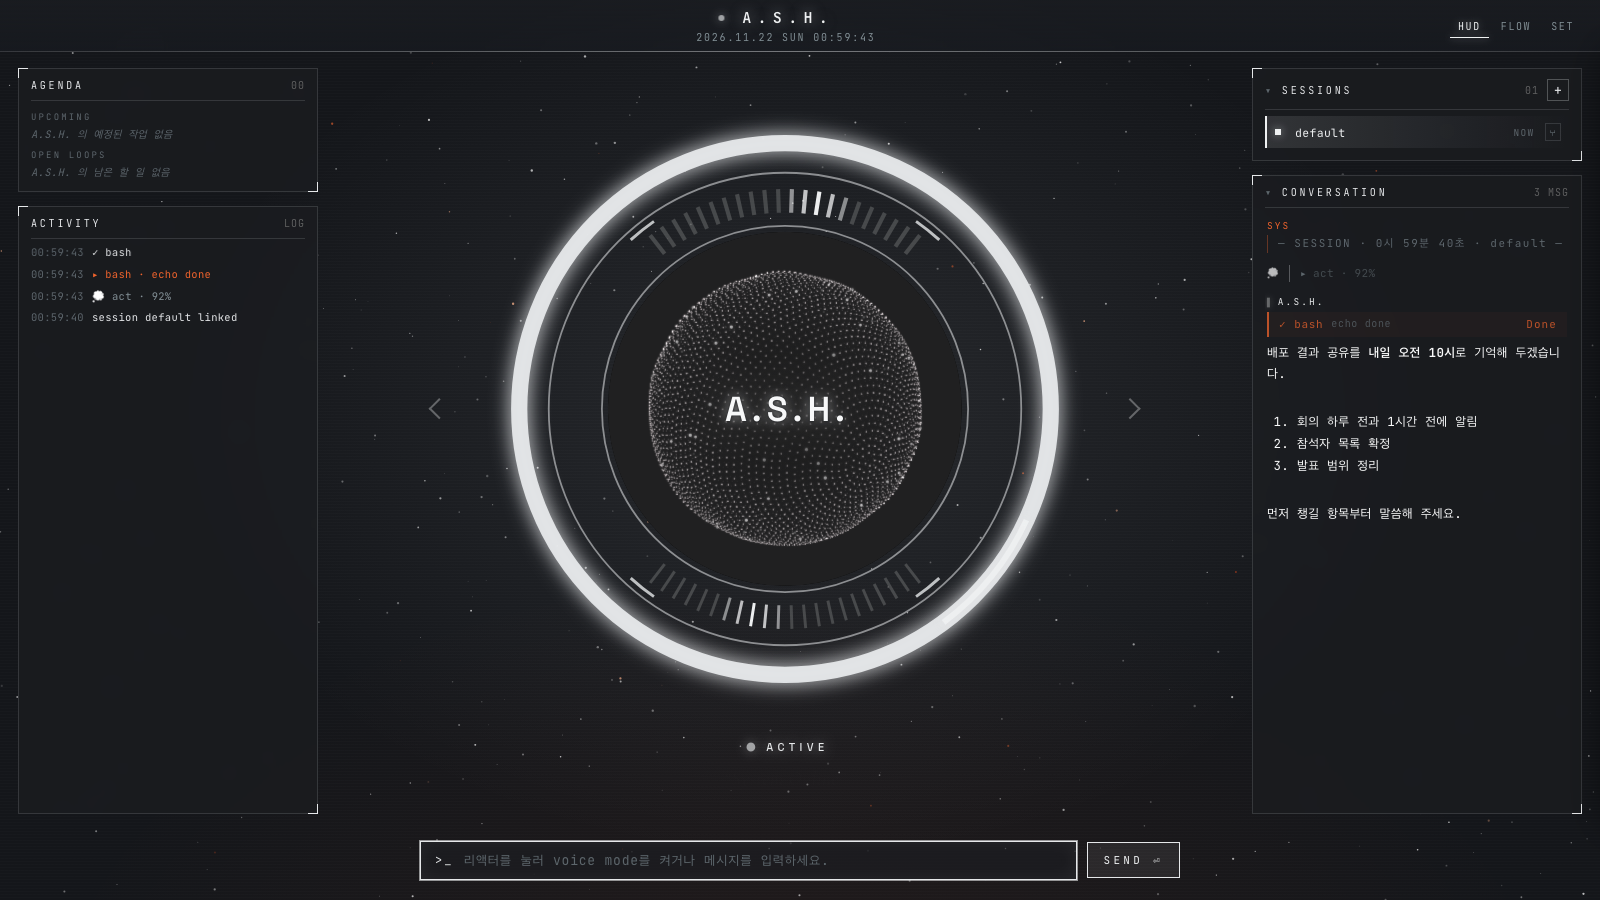 A.S.H.
2026.11.22 SUN 00:59:43
HUD FLOW SET
AGENDA 00
UPCOMING
A.S.H. 의 예정된 작업 없음
OPEN LOOPS
A.S.H. 의 남은 할 일 없음
ACTIVITY LOG
00:59:43 ✓ bash
00:59:43 ▸ bash · echo done
00:59:43 💭 act · 92%
00:59:40 session default linked
A.S.H.
ACTIVE
>_ 리액터를 눌러 voice mode를 켜거나 메시지를 입력하세요.
SEND ⏎
▾ SESSIONS 01 +
default NOW
▾ CONVERSATION 3 MSG
SYS
— SESSION · 0시 59분 40초 · default —
💭 ▸ act · 92%
A.S.H.
✓ bash echo done Done
배포 결과 공유를 내일 오전 10시로 기억해 두겠습니
다.
1. 회의 하루 전과 1시간 전에 알림
2. 참석자 목록 확정
3. 발표 범위 정리
먼저 챙길 항목부터 말씀해 주세요.